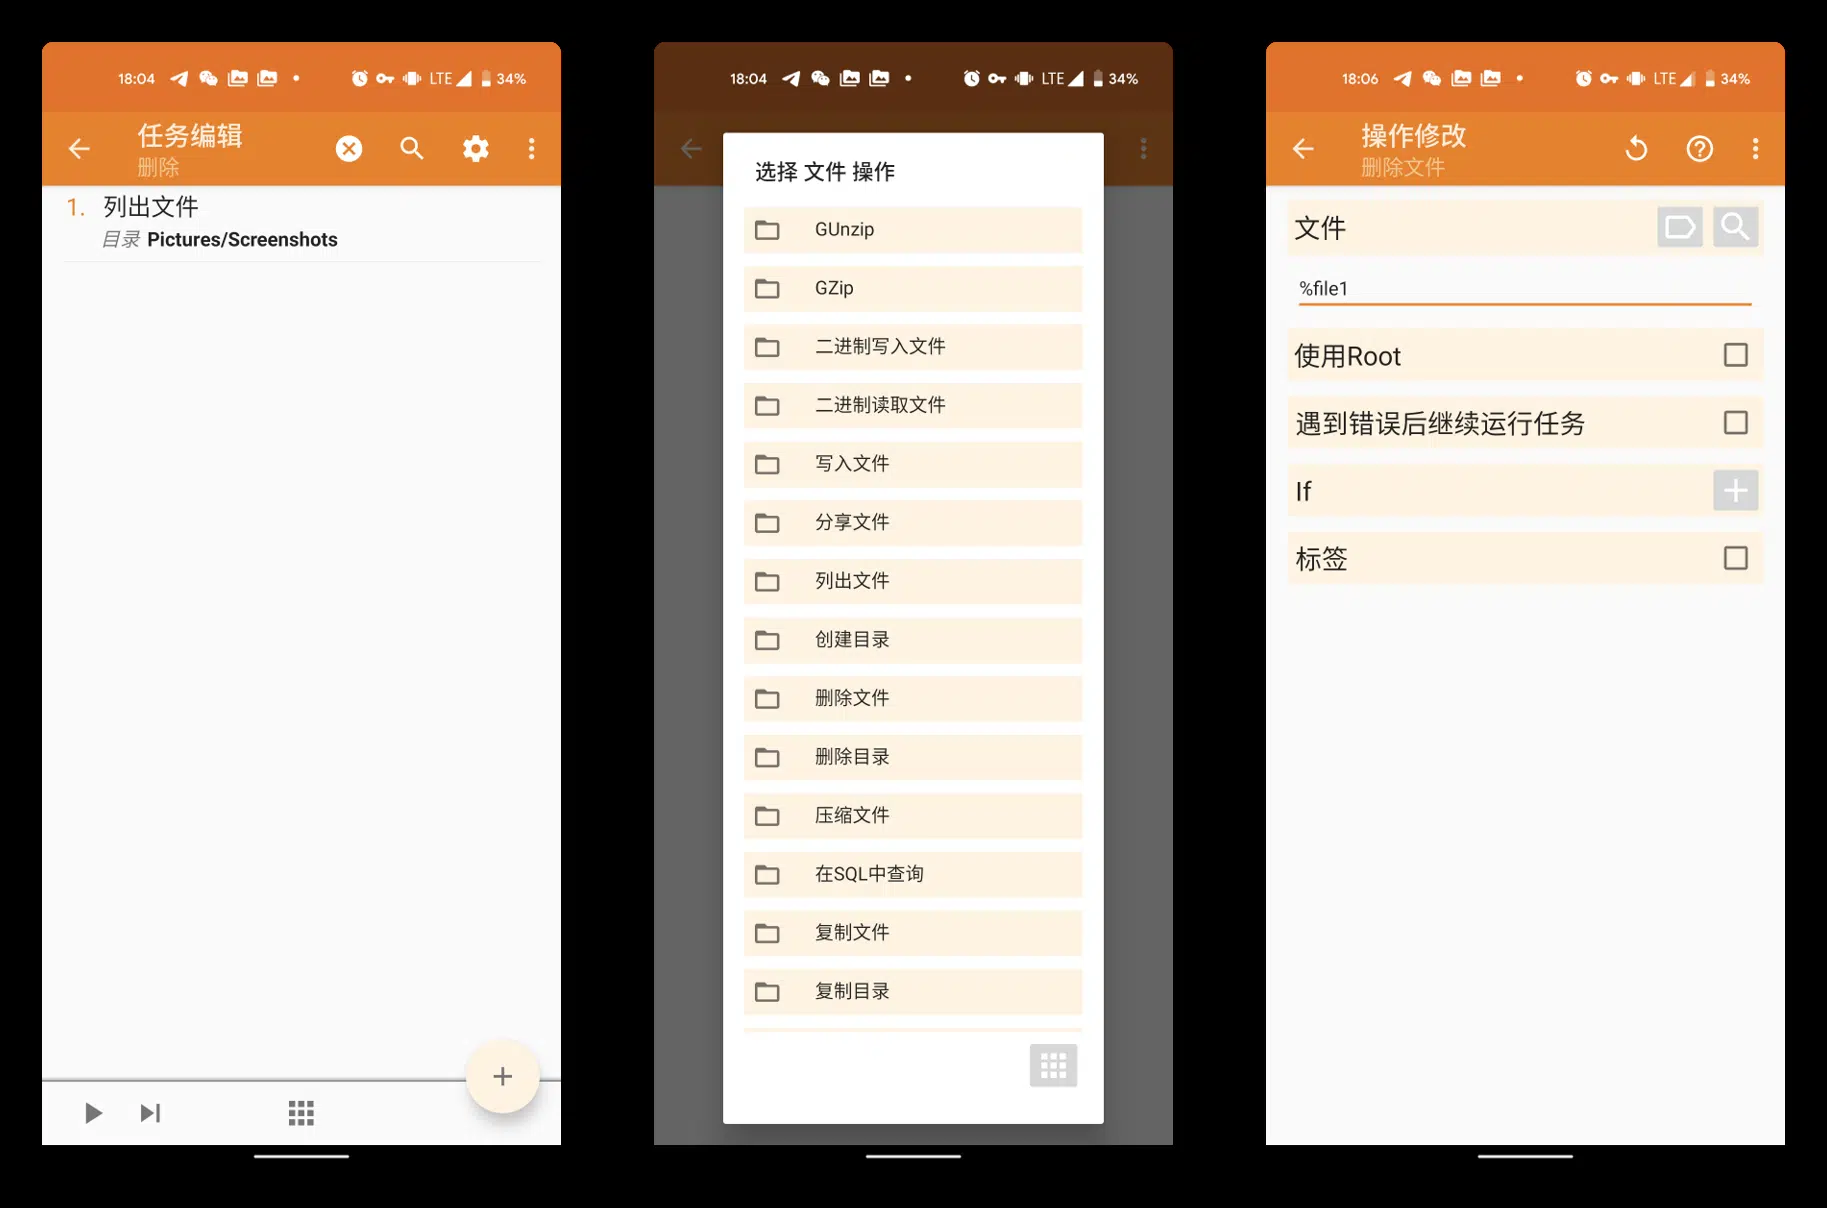 18:04 LTE 34%
任务编辑
删除
1. 列出文件
目录 Pictures/Screenshots
18:04 LTE 34%
选择 文件 操作
GUnzip
GZip
二进制写入文件
二进制读取文件
写入文件
分享文件
列出文件
创建目录
删除文件
删除目录
压缩文件
在SQL中查询
复制文件
复制目录
18:06 LTE 34%
操作修改
删除文件
文件
%file1
使用Root
遇到错误后继续运行任务
If
标签